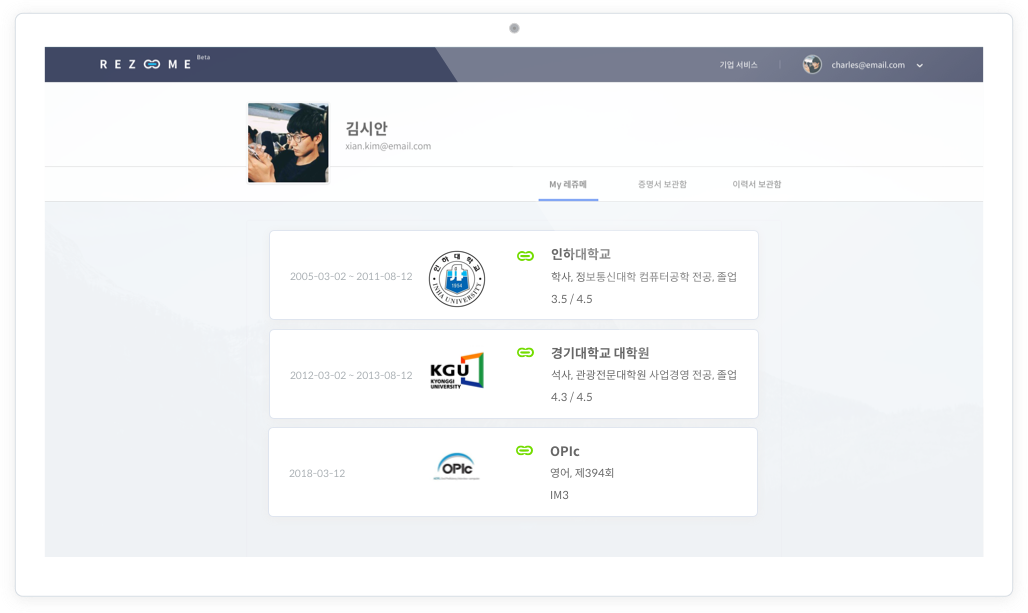 REZOOME Beta
기업 서비스
charles@email.com
김시안
xian.kim@email.com
My 레쥬메
증명서 보관함
이력서 보관함
2005-03-02 ~ 2011-08-12
인하대학교
1954
INHA UNIVERSITY
인하대학교
학사, 정보통신대학 컴퓨터공학 전공, 졸업
3.5 / 4.5
2012-03-02 ~ 2013-08-12
KGU
KYONGGI
UNIVERSITY
경기대학교 대학원
석사, 관광전문대학원 사업경영 전공, 졸업
4.3 / 4.5
2018-03-12
OPIc
OPIc
영어, 제394회
IM3